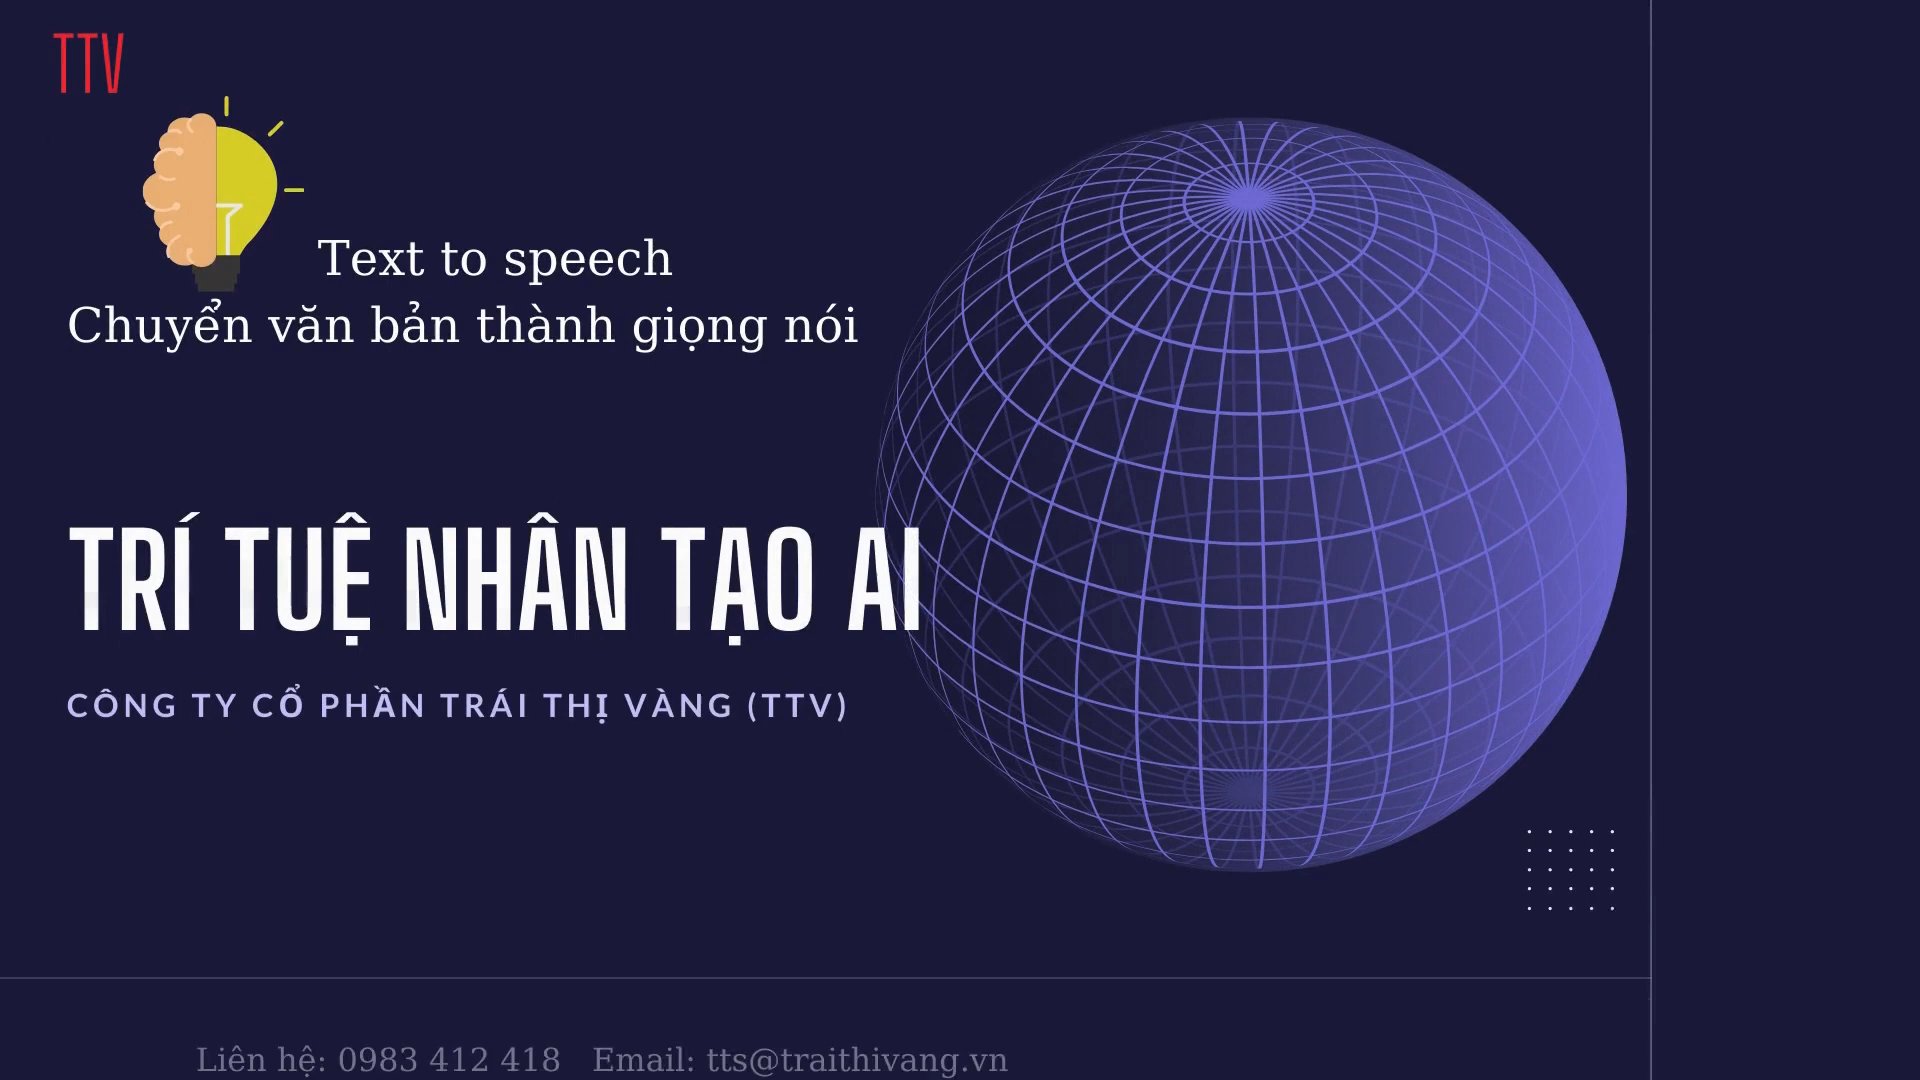 TTV
Text to speech
Chuyển văn bản thành giọng nói
TRÍ TUỆ NHÂN TẠO AI
CÔNG TY CỔ PHẦN TRÁI THỊ VÀNG (TTV)
Liên hệ: 0983 412 418 Email: tts@traithivang.vn